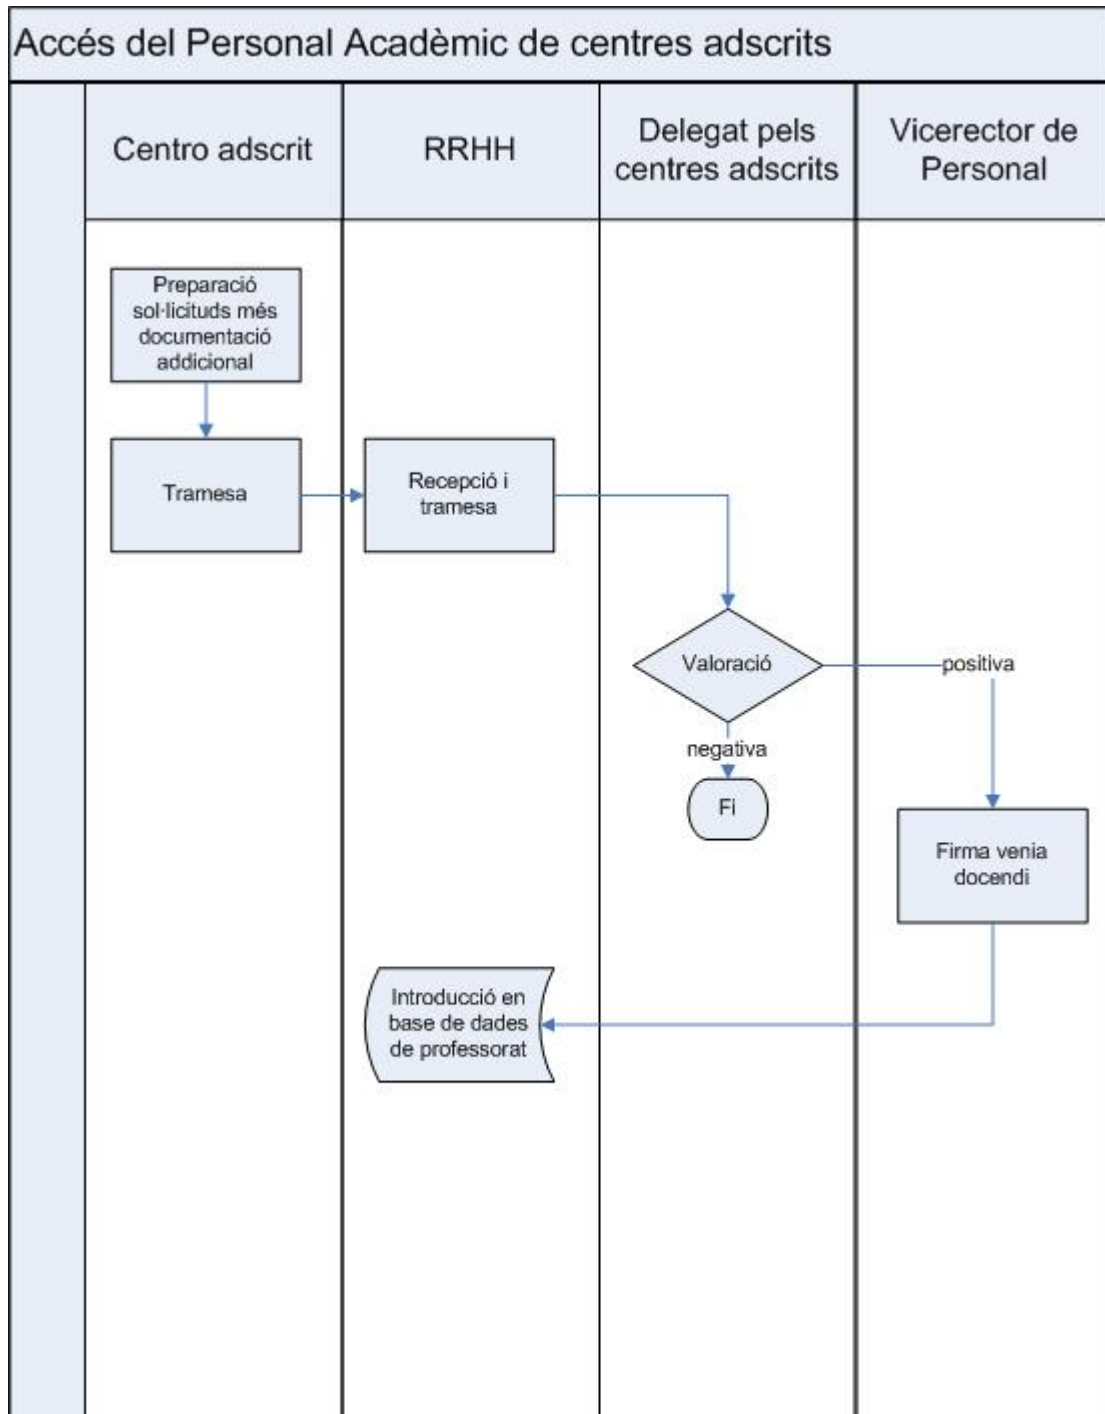 Accés del Personal Acadèmic de centres adscrits
Centro adscrit
RRHH
Delegat pels
centres adscrits
Vicerector de
Personal
Preparació
sol·licituds més
documentació
addicional
Tramesa
Recepció i
tramesa
Valoració
positiva
negativa
Fi
Firma venia
docendi
Introducció en
base de dades
de professorat